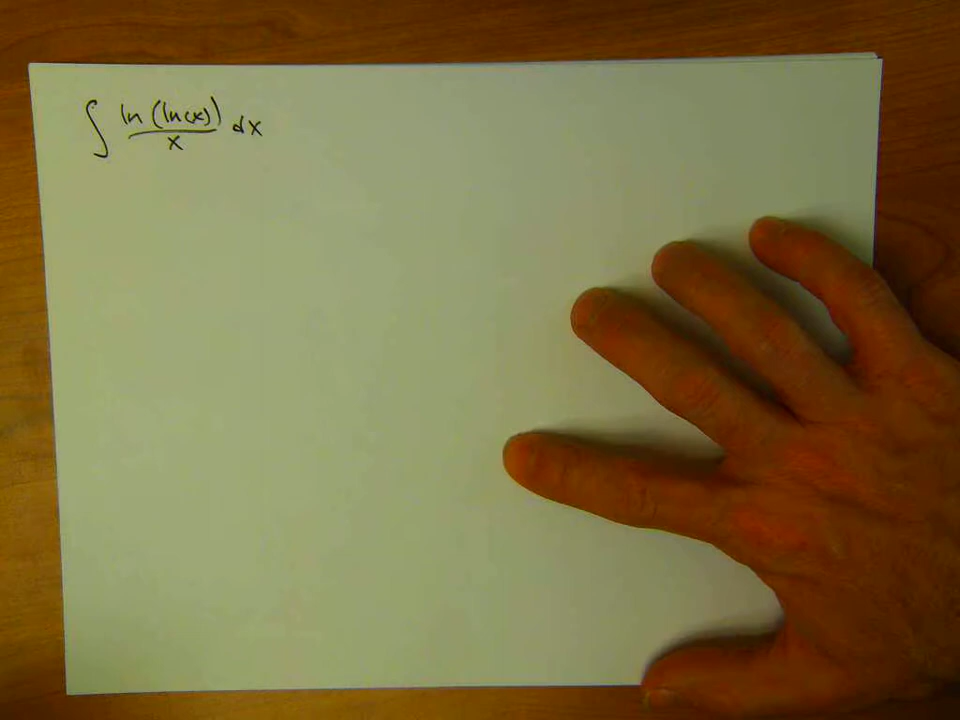 ∫ ln(ln(x))/x dx